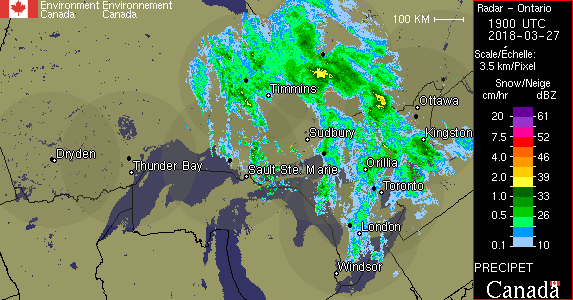 Environment Environnement
Canada Canada
100 KM
Radar - Ontario
1900 UTC
2018-03-27
Scale/Échelle:
3.5 km/Pixel
Snow/Neige
cm/hr dBZ
20 61
7.5 52
4.0 46
2.0 39
1.0 33
0.5 26
0.1 10
PRECIPET
Canada
Timmins
Ottawa
Kingston
Sudbury
Dryden
Thunder Bay
Sault Ste. Marie
Orillia
Toronto
London
Windsor